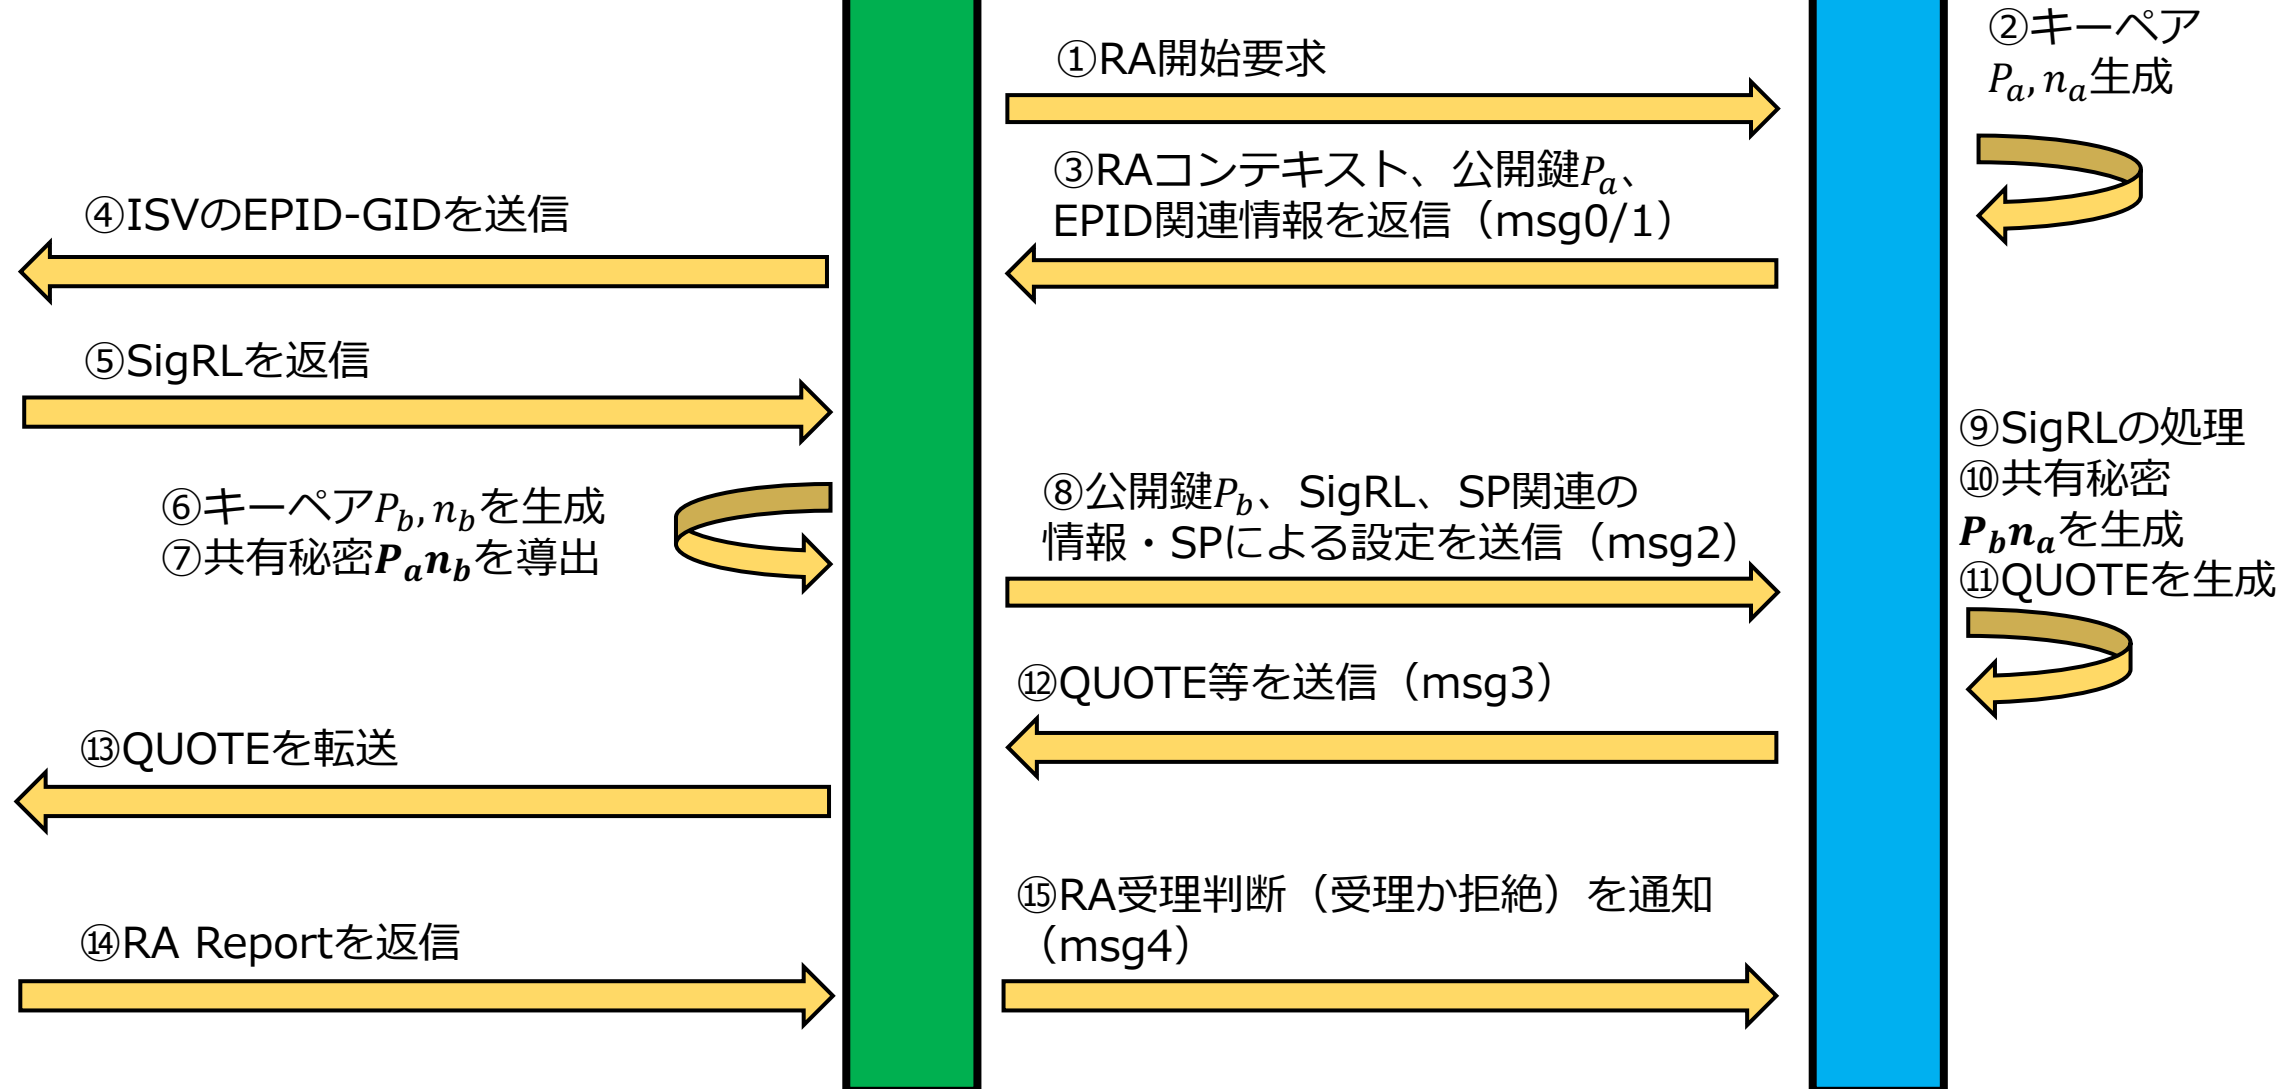 ①RA開始要求
②キーペア
P_a, n_a生成
③RAコンテキスト、公開鍵P_a、
EPID関連情報を返信（msg0/1）
④ISVのEPID-GIDを送信
⑤SigRLを返信
⑥キーペアP_b, n_bを生成
⑦共有秘密P_a n_bを導出
⑧公開鍵P_b、SigRL、SP関連の
情報・SPによる設定を送信（msg2）
⑨SigRLの処理
⑩共有秘密
P_b n_aを生成
⑪QUOTEを生成
⑫QUOTE等を送信（msg3）
⑬QUOTEを転送
⑭RA Reportを返信
⑮RA受理判断（受理か拒絶）を通知
（msg4）